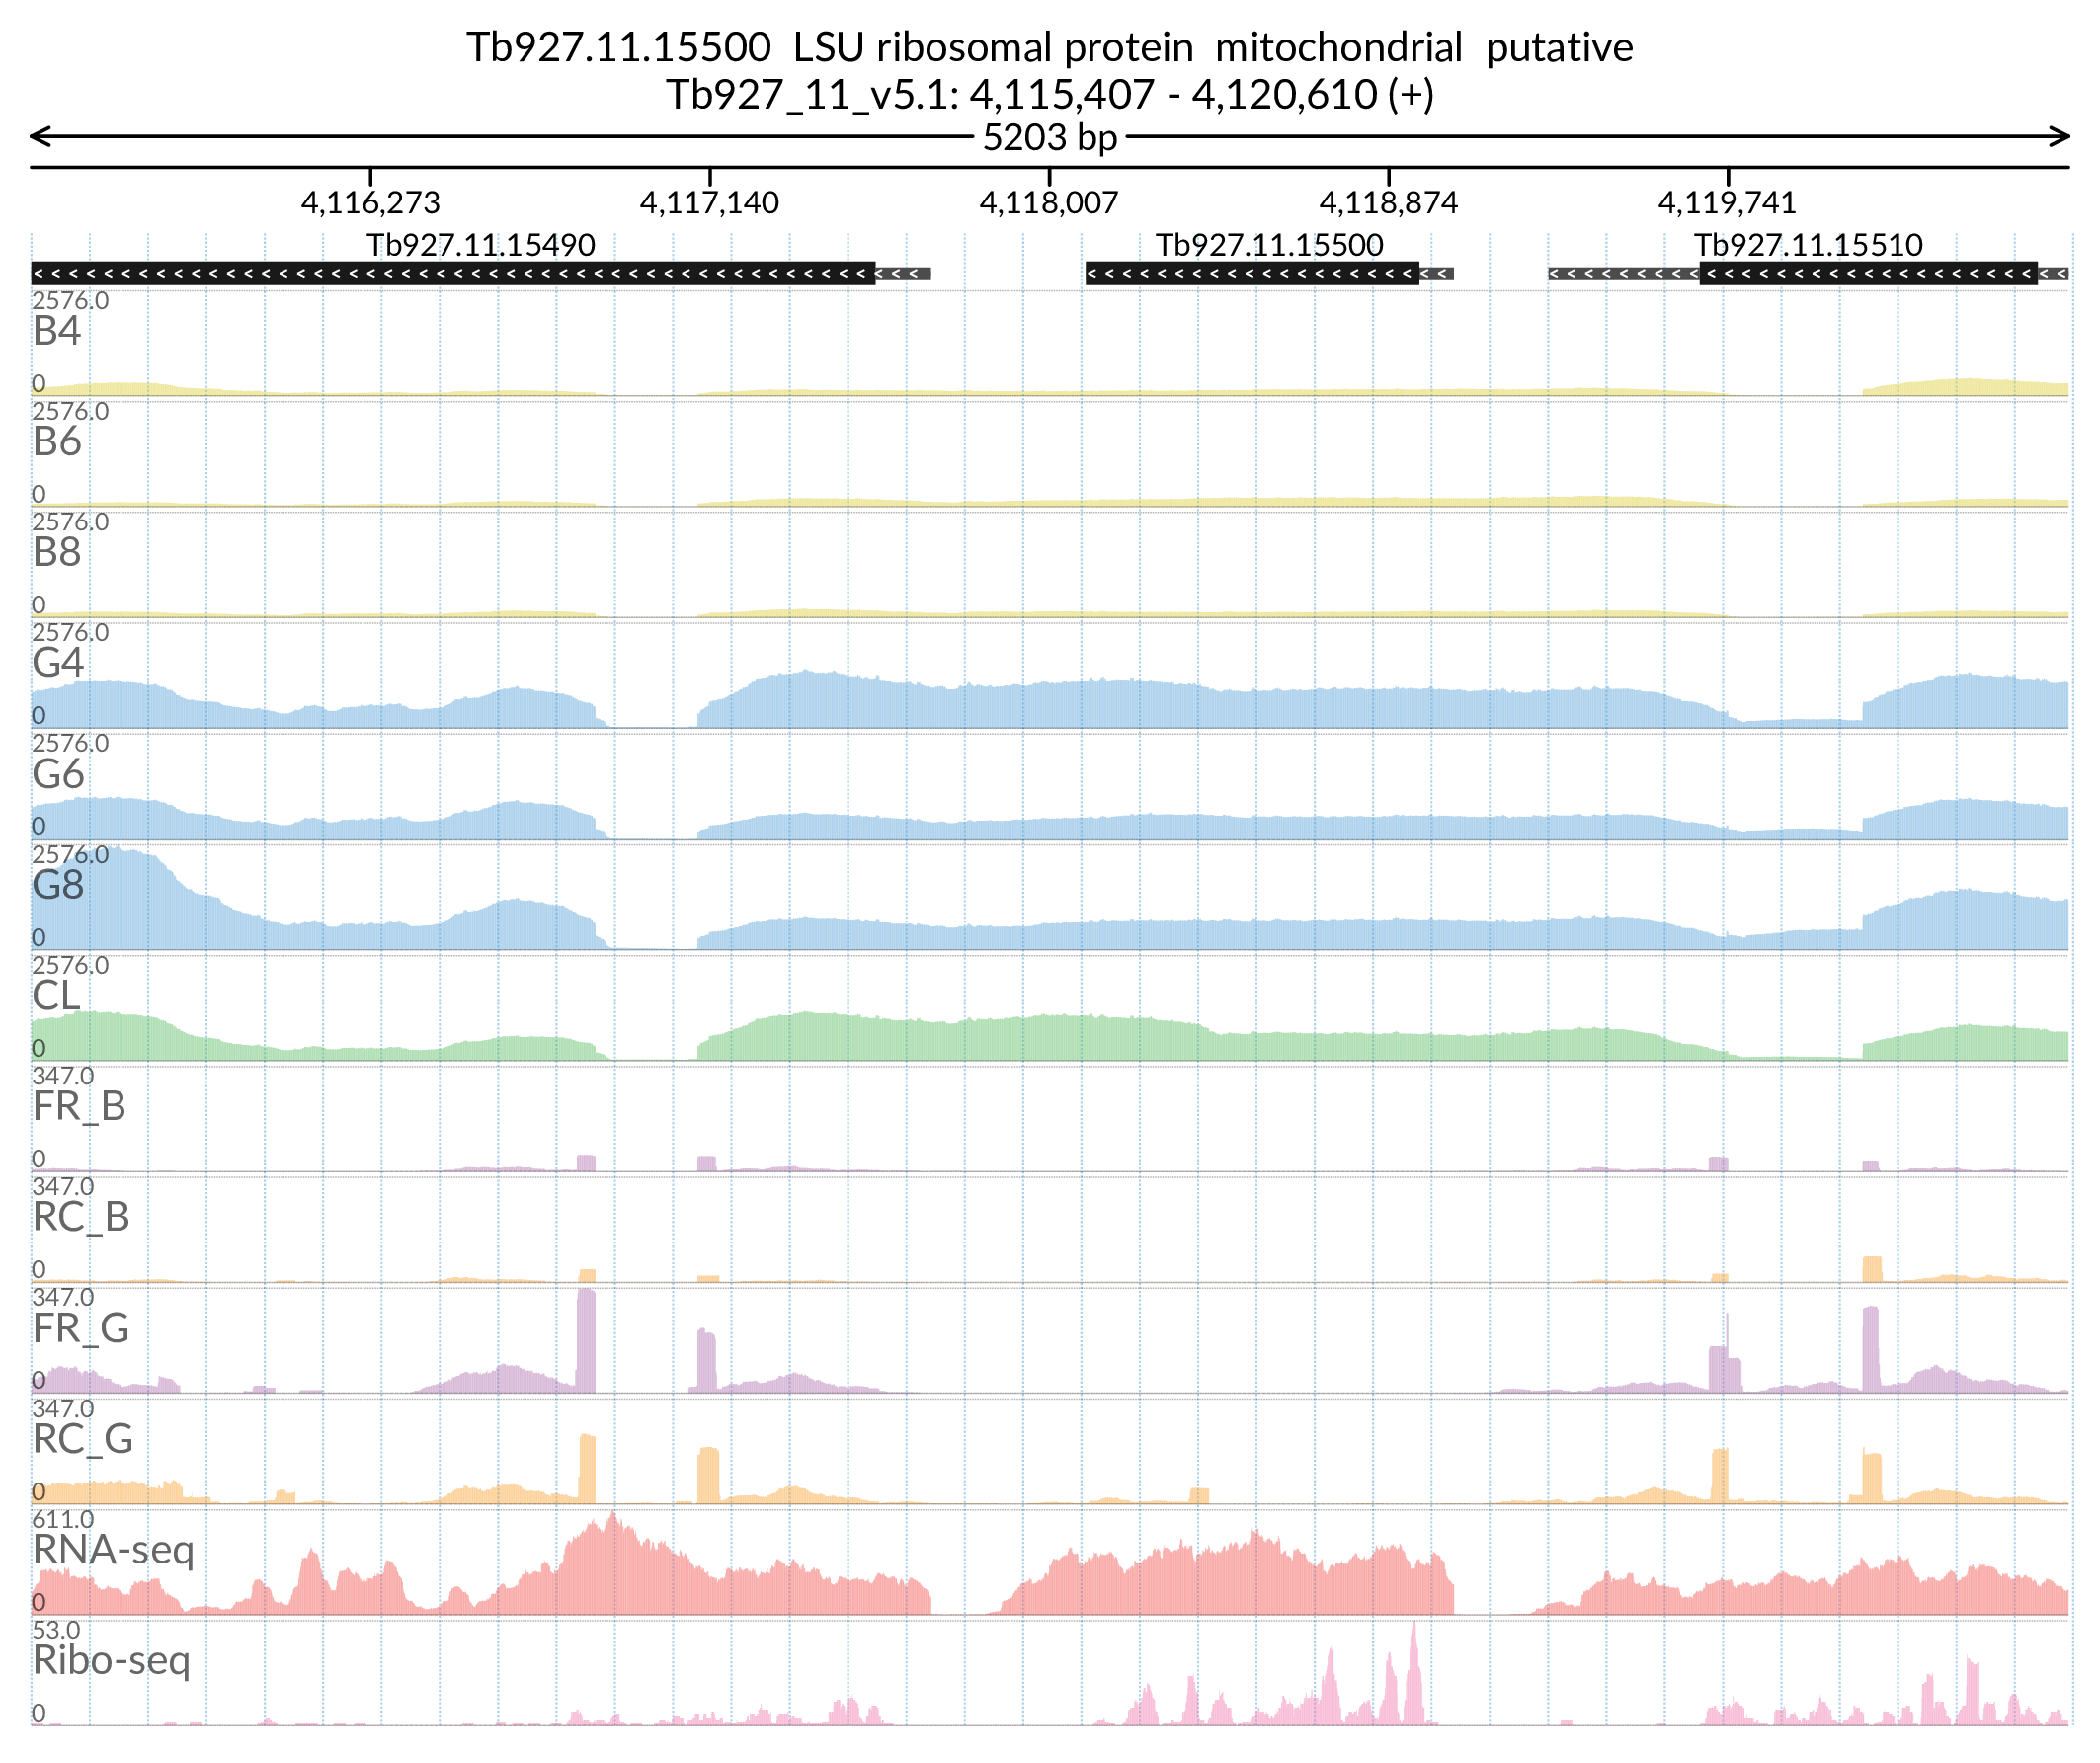 Tb927.11.15500 LSU ribosomal protein mitochondrial putative
Tb927_11_v5.1: 4,115,407 - 4,120,610 (+)
5203 bp
4,116,273 4,117,140 4,118,007 4,118,874 4,119,741
Tb927.11.15490 Tb927.11.15500 Tb927.11.15510
2576.0
B4
0
2576.0
B6
0
2576.0
B8
0
2576.0
G4
0
2576.0
G6
0
2576.0
G8
0
2576.0
CL
0
347.0
FR_B
0
347.0
RC_B
0
347.0
FR_G
0
347.0
RC_G
0
611.0
RNA-seq
0
53.0
Ribo-seq
0